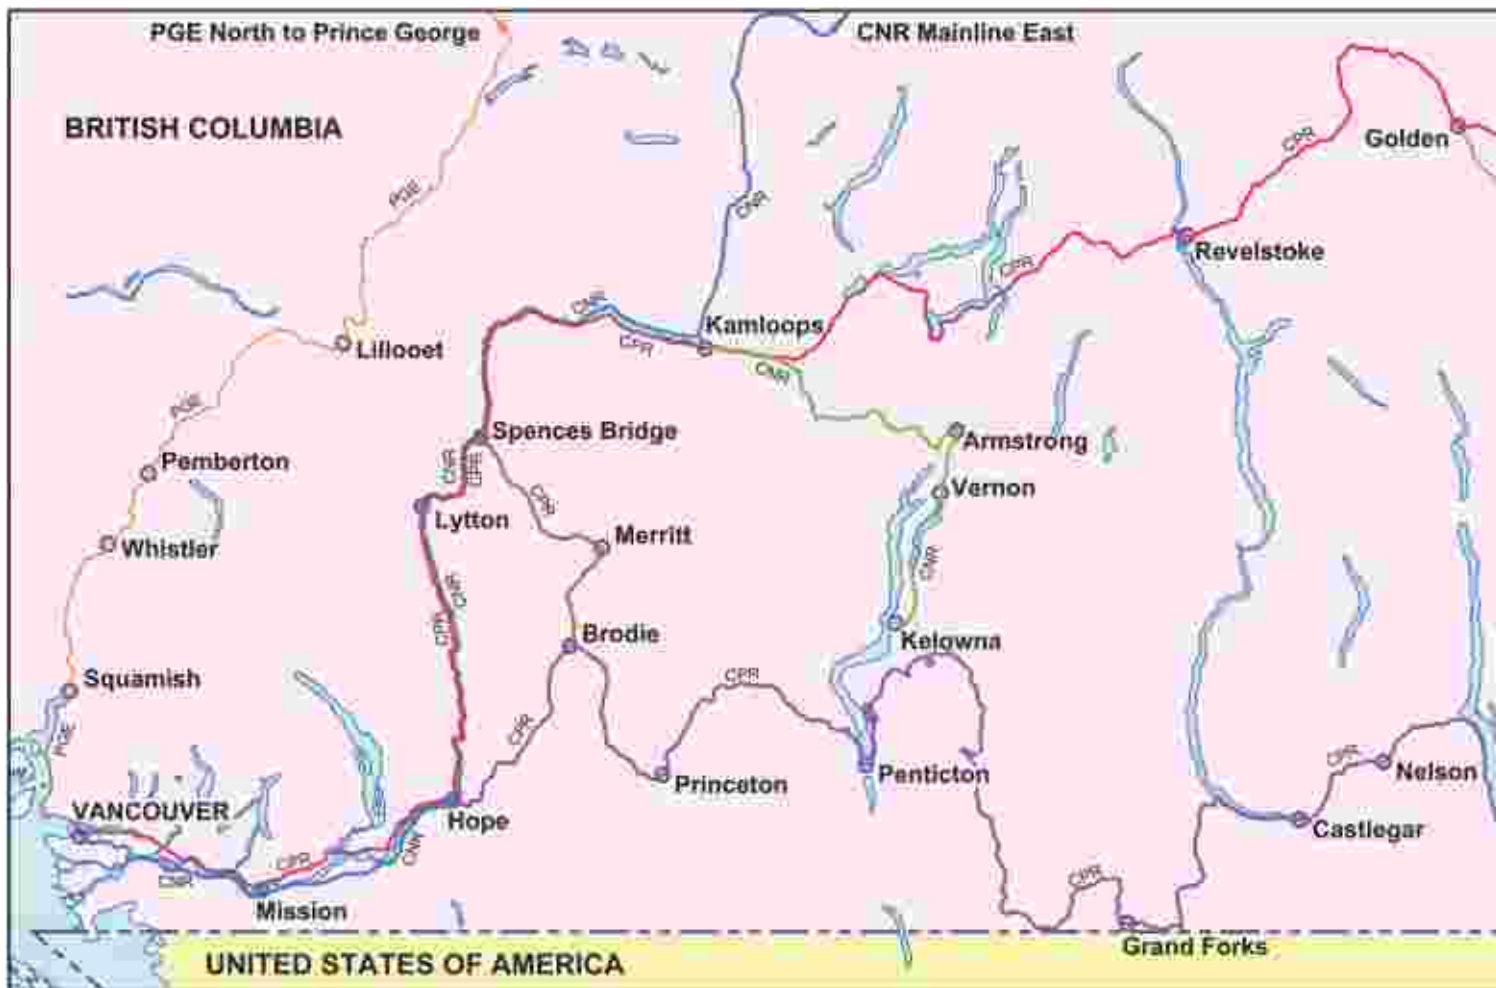 PGE North to Prince George
CNR Mainline East
BRITISH COLUMBIA
Golden
CPR
PGE
CNR
Revelstoke
CPR
CNR
Kamloops
CPR
Lillooet
CNR
PGE
Spences Bridge
Armstrong
Pemberton
CNR
CPR
Vernon
CPR
Lytton
Merritt
Whistler
CNR
CNR
CPR
Brodie
Kelowna
Squamish
CPR
CPR
PGE
CPR
Nelson
Penticton
Princeton
VANCOUVER
Hope
Castlegar
CNR
CPR
CNR
CPR
Mission
Grand Forks
UNITED STATES OF AMERICA